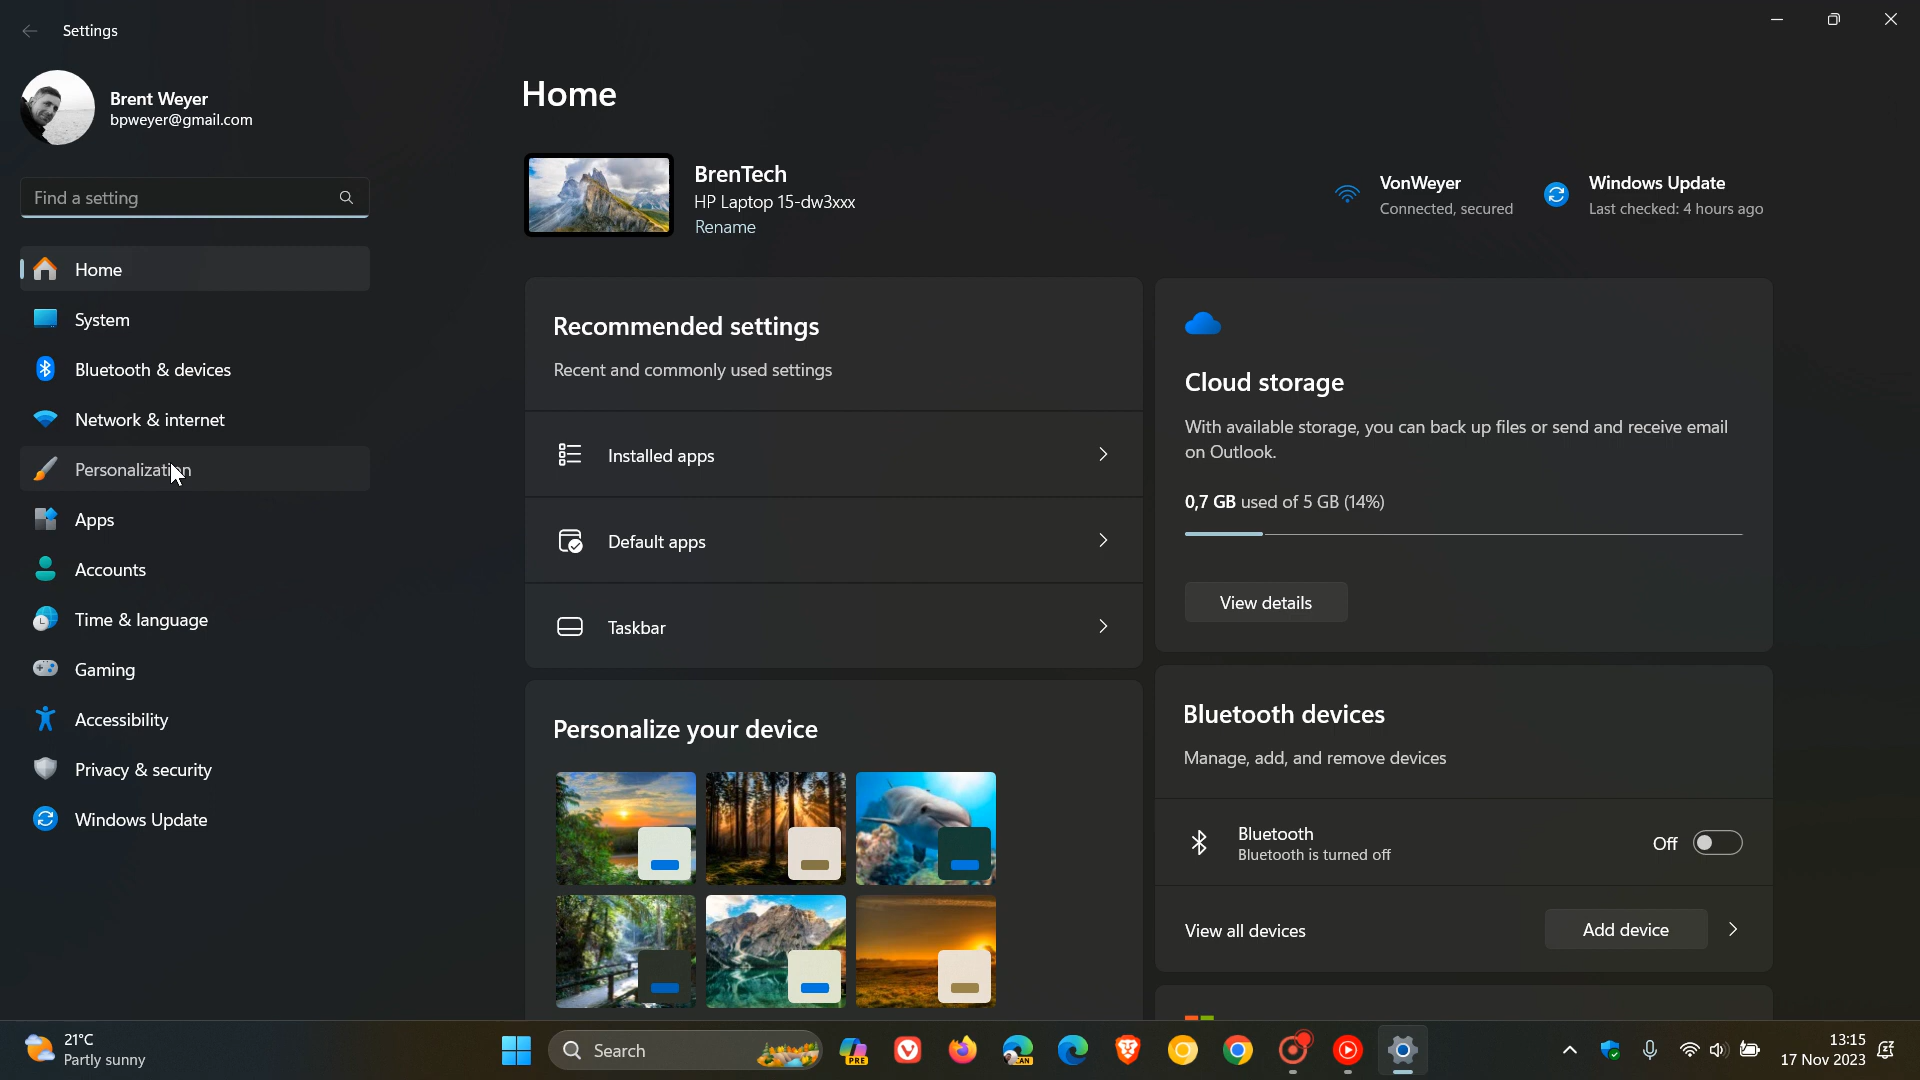 Settings
Brent Weyer
bpweyer@gmail.com
Find a setting
Home
System
Bluetooth & devices
Network & internet
Personalization
Apps
Accounts
Time & language
Gaming
Accessibility
Privacy & security
Windows Update
Home
BrenTech
HP Laptop 15-dw3xxx
Rename
VonWeyer
Connected, secured
Windows Update
Last checked: 4 hours ago
Recommended settings
Recent and commonly used settings
Installed apps
Default apps
Taskbar
Personalize your device
Cloud storage
With available storage, you can back up files or send and receive email
on Outlook.
0,7 GB used of 5 GB (14%)
View details
Bluetooth devices
Manage, add, and remove devices
Bluetooth
Bluetooth is turned off
Off
View all devices
Add device
21°C
Partly sunny
Search
PRE
CAN
13:15
17 Nov 2023